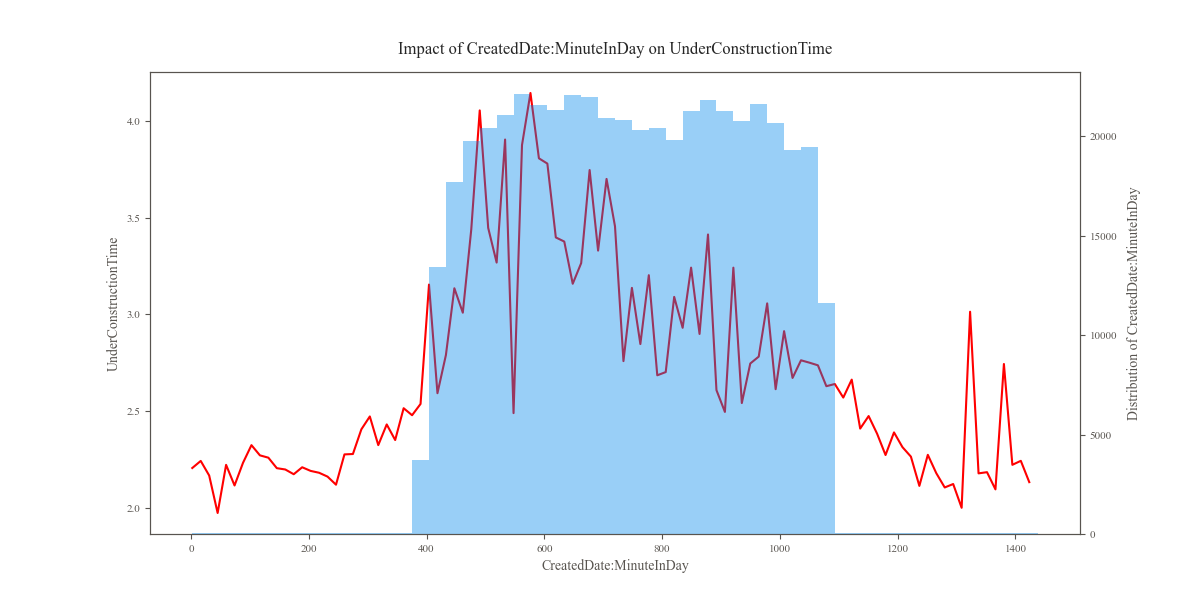 Impact of CreatedDate:MinuteInDay on UnderConstructionTime
UnderConstructionTime
4.0
3.5
3.0
2.5
2.0
20000
15000
10000
5000
0
Distribution of CreatedDate:MinuteInDay
0 200 400 600 800 1000 1200 1400
CreatedDate:MinuteInDay